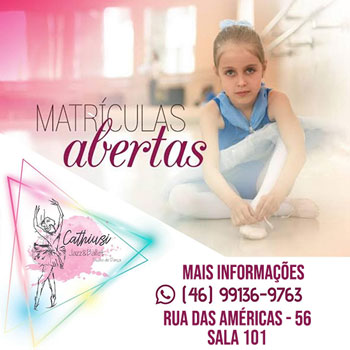 MATRÍCULAS
abertas
Cathiusi
Jazz&Ballet
MAIS INFORMAÇÕES
(46) 99136-9763
RUA DAS AMÉRICAS - 56
SALA 101